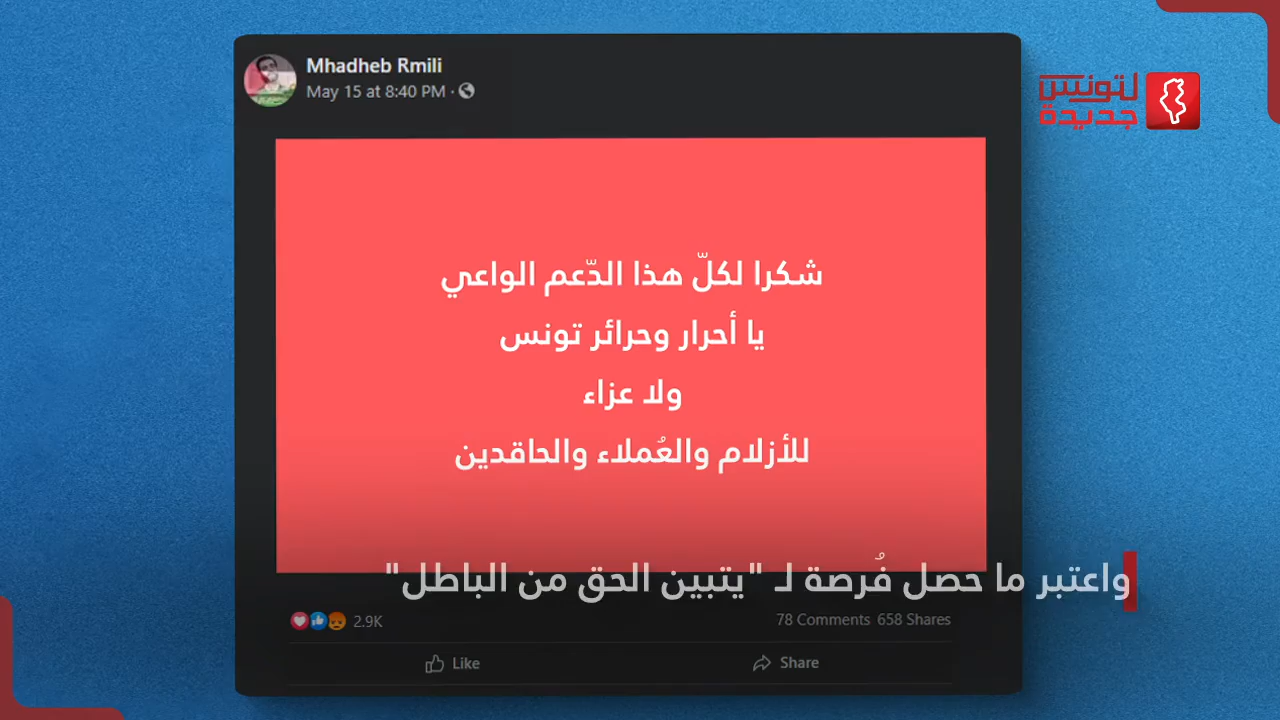 Mhadheb Rmili
May 15 at 8:40 PM ·
لتونس
جديدة
شكرا لكلّ هذا الدّعم الواعي
يا أحرار وحرائر تونس
ولا عزاء
للأزلام والعُملاء والحاقدين
واعتبر ما حصل فُرصة لـ "يتبين الحق من الباطل"
2.9K
78 Comments 658 Shares
Like
Share